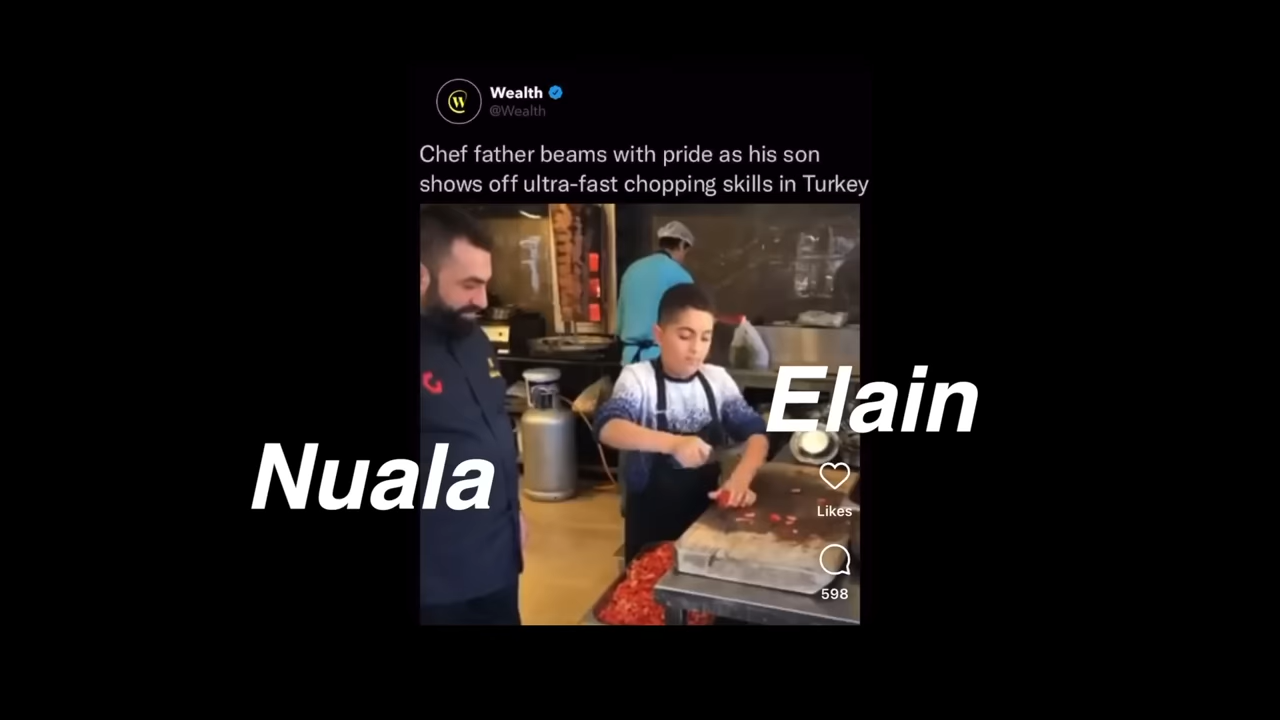 Wealth
@Wealth
Chef father beams with pride as his son
shows off ultra-fast chopping skills in Turkey
Elain
Nuala
Likes
598